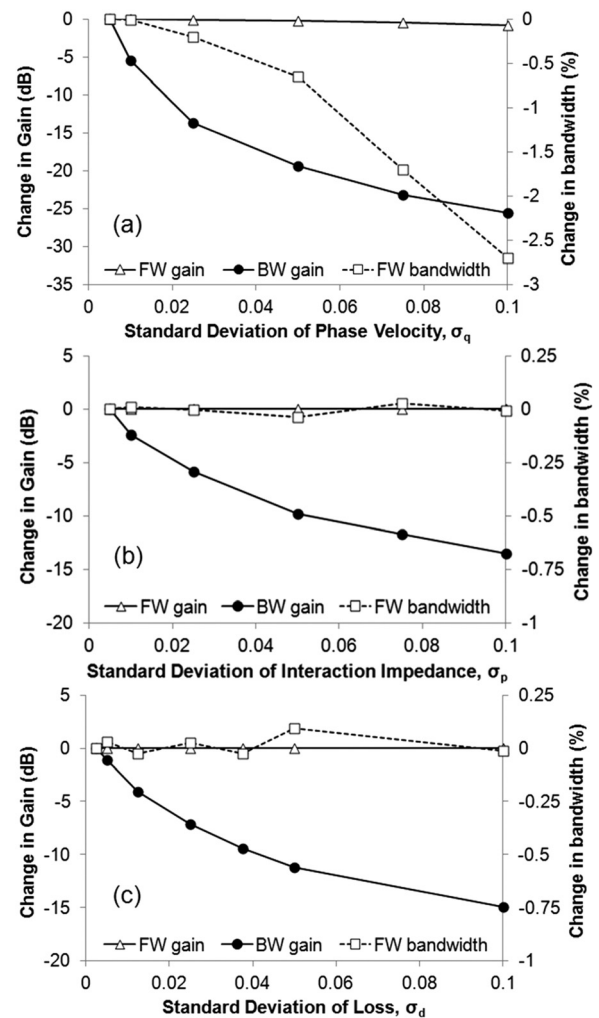 0 0
-5 -0.5
-10 -1
-15 -1.5
-20 -2
-25 -2.5
-30
-35 -3
Change in Gain (dB)
Change in bandwidth (%)
(a)
FW gain BW gain FW bandwidth
0 0.02 0.04 0.06 0.08 0.1
Standard Deviation of Phase Velocity, σq
5 0.25
0 0
-5 -0.25
-10 -0.5
-15 -0.75
-20 -1
Change in Gain (dB)
Change in bandwidth (%)
(b)
FW gain BW gain FW bandwidth
0 0.02 0.04 0.06 0.08 0.1
Standard Deviation of Interaction Impedance, σp
5 0.25
0 0
-5 -0.25
-10 -0.5
-15 -0.75
-20 -1
Change in Gain (dB)
Change in bandwidth (%)
(c)
FW gain BW gain FW bandwidth
0 0.02 0.04 0.06 0.08 0.1
Standard Deviation of Loss, σd